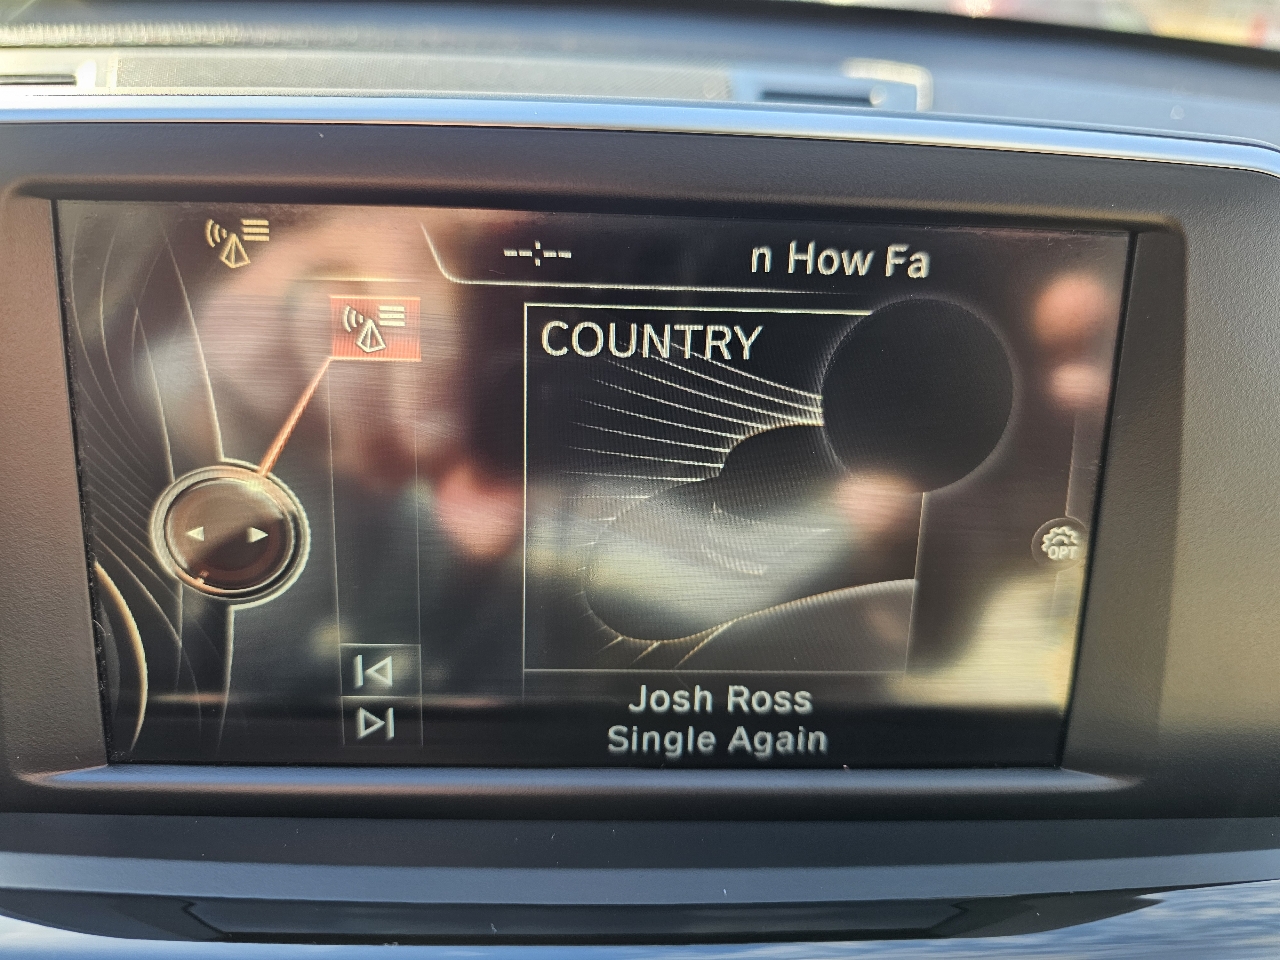 --:--
n How Fa
COUNTRY
OPT
Josh Ross
Single Again